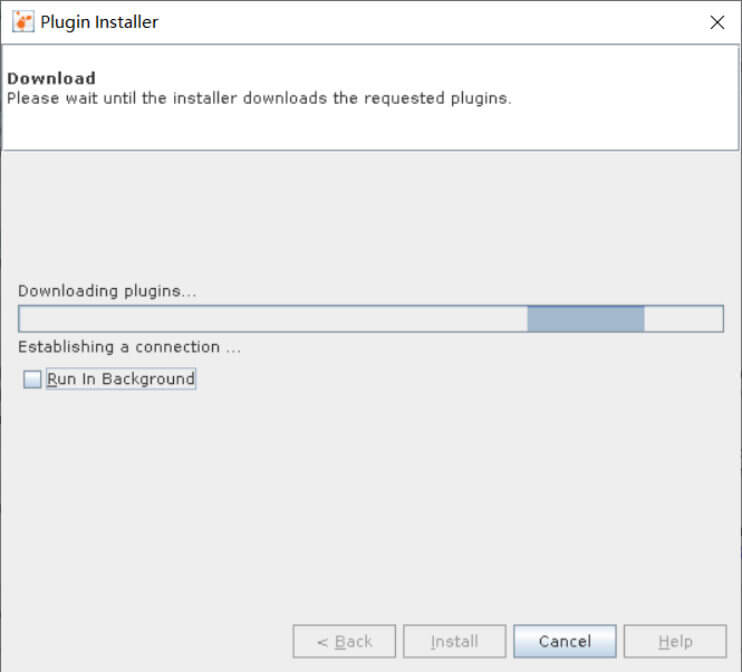 Plugin Installer
Download
Please wait until the installer downloads the requested plugins.
Downloading plugins...
Establishing a connection ...
Run In Background
< Back Install Cancel Help